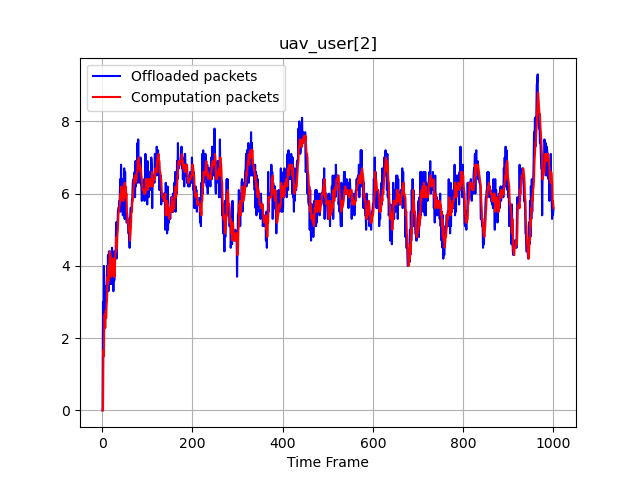 uav_user[2]
Offloaded packets
Computation packets
8
6
4
2
0
0 200 400 600 800 1000
Time Frame